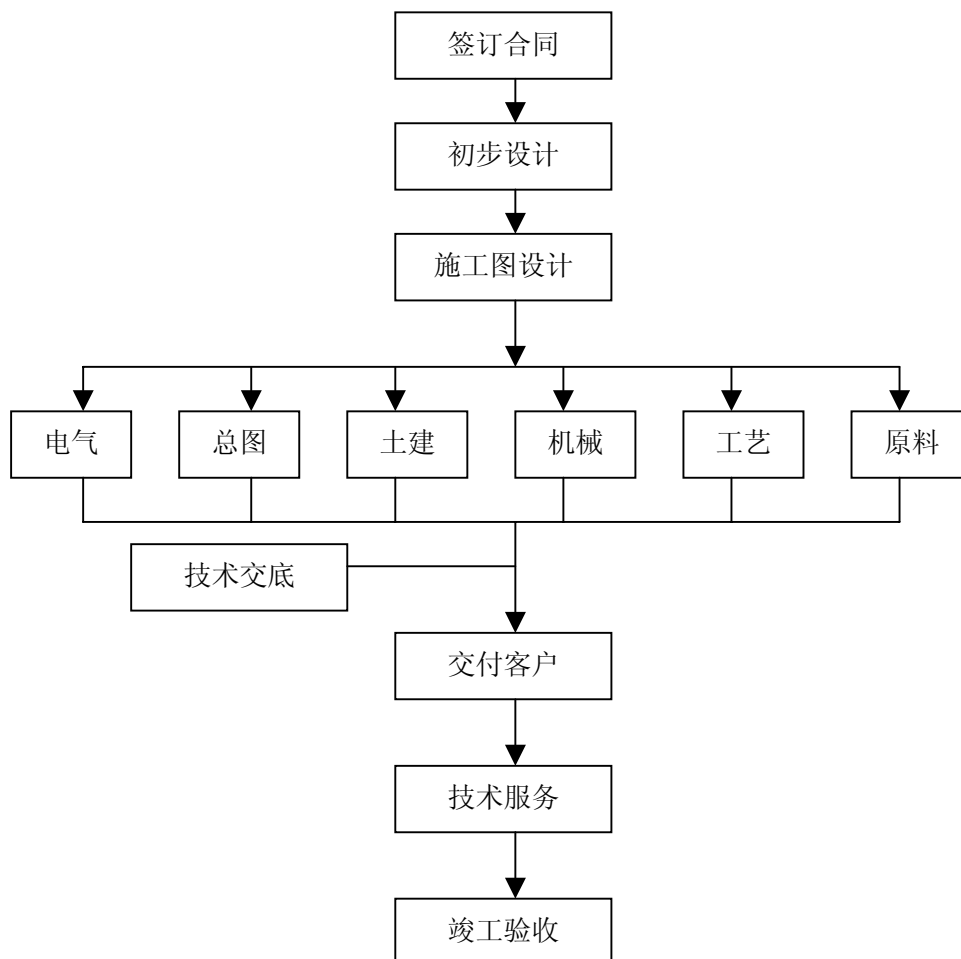 签订合同
初步设计
施工图设计
电气
总图
土建
机械
工艺
原料
技术交底
交付客户
技术服务
竣工验收